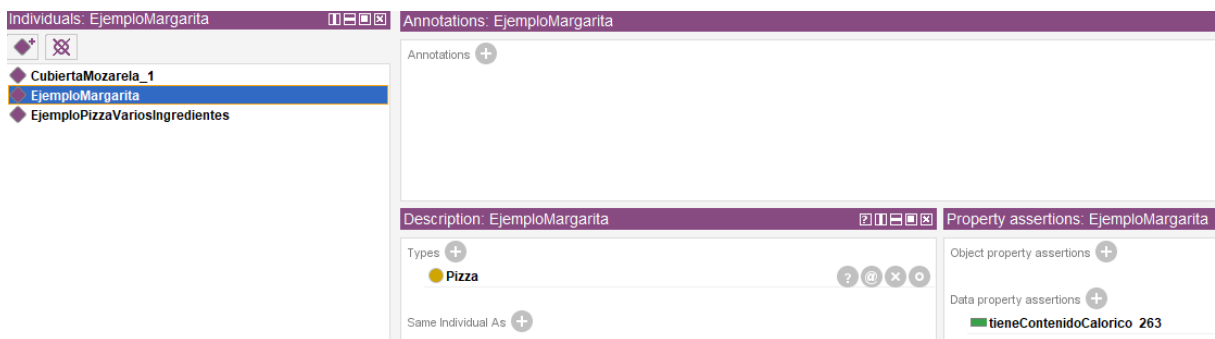 Individuals: EjemploMargarita
CubiertaMozarela_1
EjemploMargarita
EjemploPizzaVariosIngredientes
Annotations: EjemploMargarita
Annotations
Description: EjemploMargarita
Types
Pizza
Same Individual As
Property assertions: EjemploMargarita
Object property assertions
Data property assertions
tieneContenidoCalorico 263